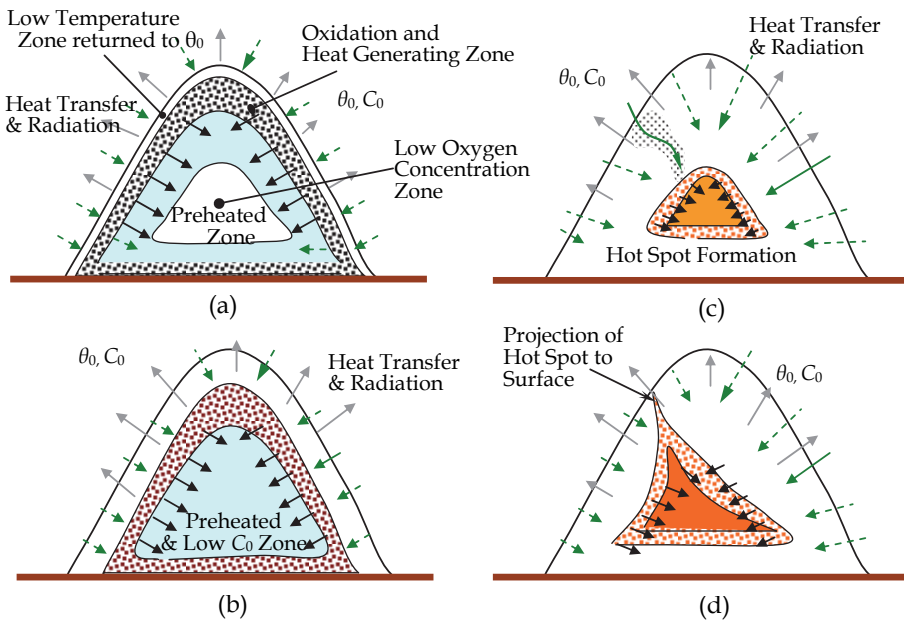 (a)
Low Temperature
Zone returned to θ0
Oxidation and
Heat Generating Zone
Heat Transfer
& Radiation
θ0, C0
Low Oxygen
Concentration
Zone
Preheated
Zone
(b)
θ0, C0
Heat Transfer
& Radiation
Preheated
& Low C0 Zone
(c)
Heat Transfer
& Radiation
θ0, C0
Hot Spot Formation
(d)
Projection of
Hot Spot to
Surface
θ0, C0